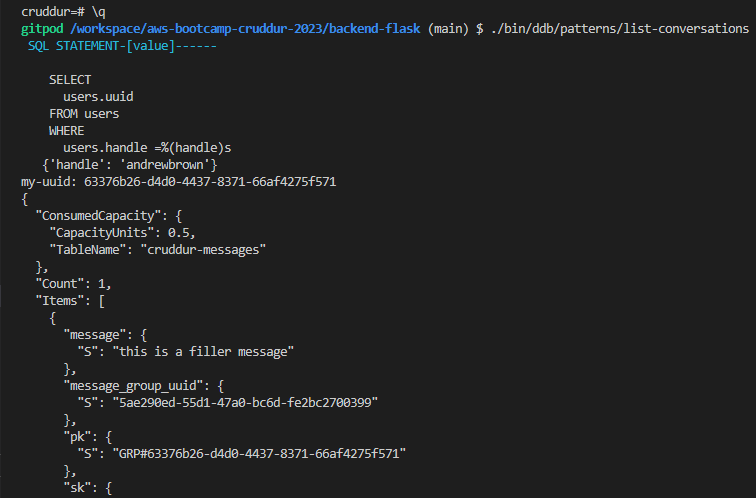 cruddur=# \q
gitpod /workspace/aws-bootcamp-cruddur-2023/backend-flask (main) $ ./bin/ddb/patterns/list-conversations
 SQL STATEMENT-[value]------

    SELECT
      users.uuid
    FROM users
    WHERE
      users.handle =%(handle)s
   {'handle': 'andrewbrown'}
my-uuid: 63376b26-d4d0-4437-8371-66af4275f571
{
  "ConsumedCapacity": {
    "CapacityUnits": 0.5,
    "TableName": "cruddur-messages"
  },
  "Count": 1,
  "Items": [
    {
      "message": {
        "S": "this is a filler message"
      },
      "message_group_uuid": {
        "S": "5ae290ed-55d1-47a0-bc6d-fe2bc2700399"
      },
      "pk": {
        "S": "GRP#63376b26-d4d0-4437-8371-66af4275f571"
      },
      "sk": {